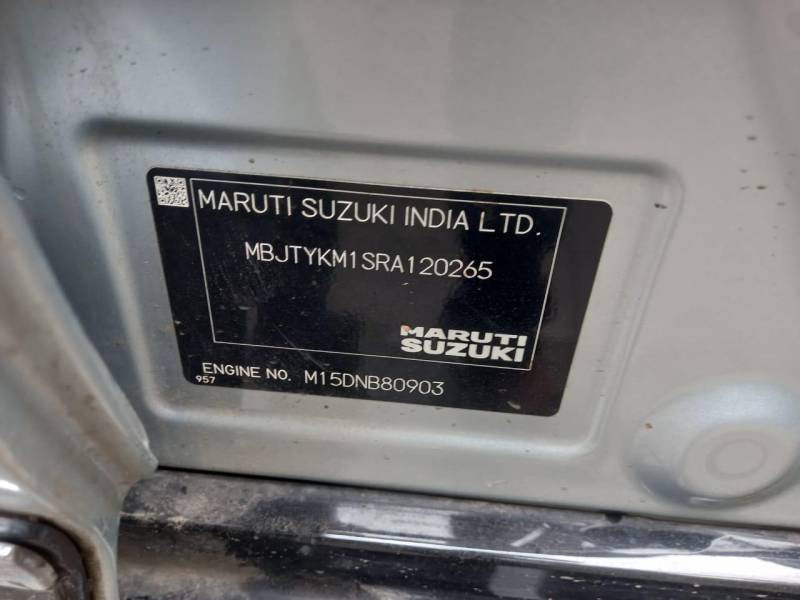 MARUTI SUZUKI INDIA LTD.
MBJTYKM1SRA120265
MARUTI
SUZUKI
ENGINE NO. M15DNB80903
957